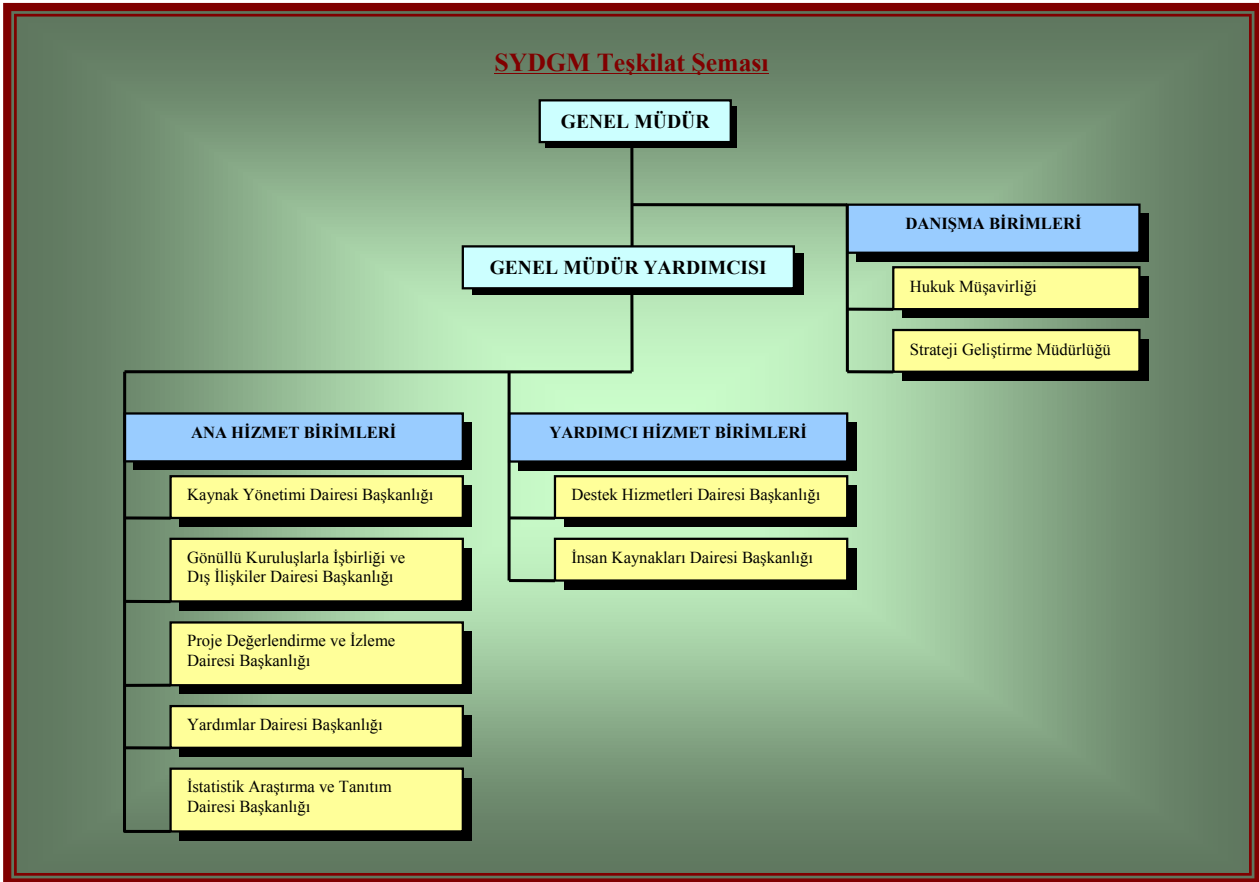 SYDGM Teşkilat Şeması
GENEL MÜDÜR
DANIŞMA BİRİMLERİ
GENEL MÜDÜR YARDIMCISI
Hukuk Müşavirliği
Strateji Geliştirme Müdürlüğü
ANA HİZMET BİRİMLERİ
Kaynak Yönetimi Dairesi Başkanlığı
Gönüllü Kuruluşlarla İşbirliği ve
Dış İlişkiler Dairesi Başkanlığı
Proje Değerlendirme ve İzleme
Dairesi Başkanlığı
Yardımlar Dairesi Başkanlığı
İstatistik Araştırma ve Tanıtım
Dairesi Başkanlığı
YARDIMCI HİZMET BİRİMLERİ
Destek Hizmetleri Dairesi Başkanlığı
İnsan Kaynakları Dairesi Başkanlığı